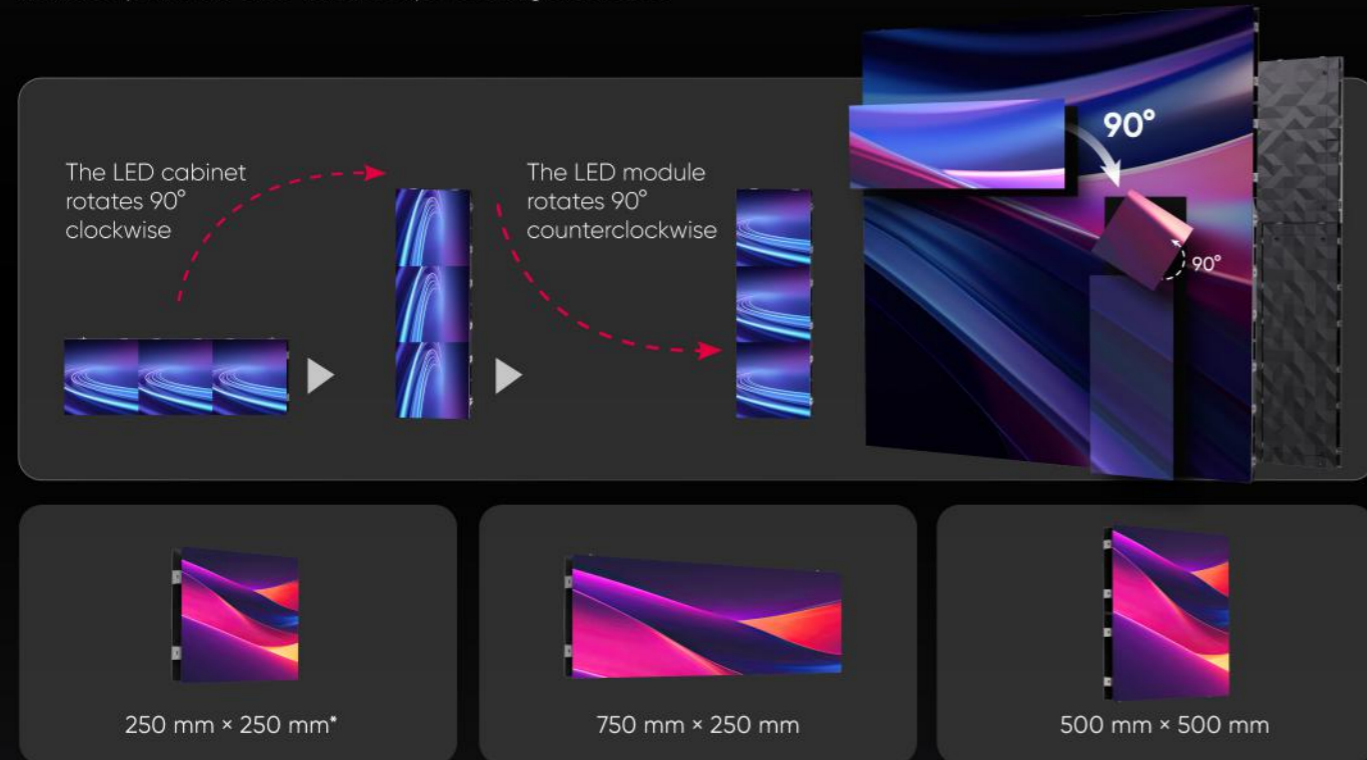 The LED cabinet
rotates 90°
clockwise
The LED module
rotates 90°
counterclockwise
90°
90°
250 mm × 250 mm*
750 mm × 250 mm
500 mm × 500 mm